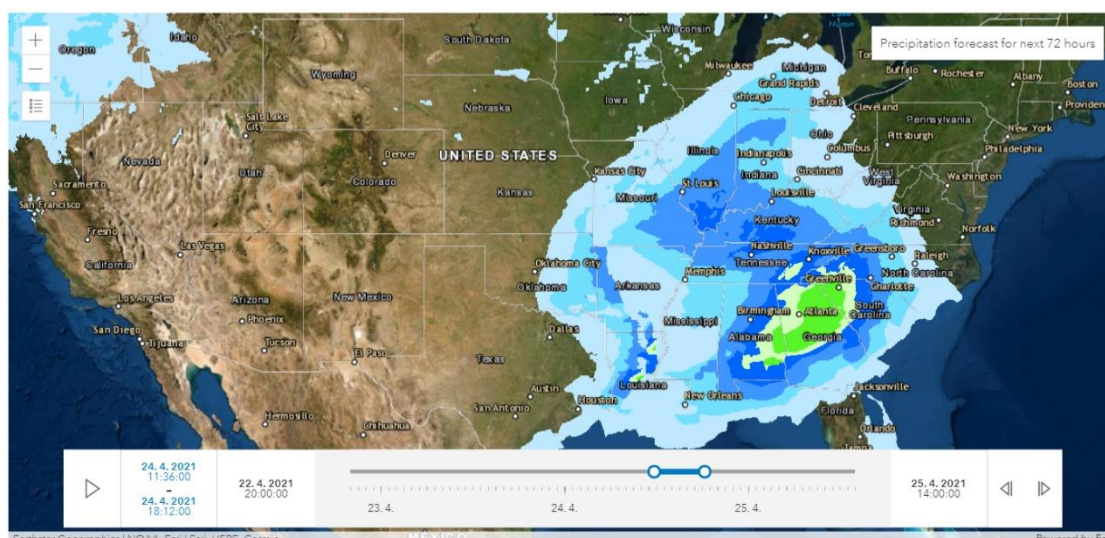 Precipitation forecast for next 72 hours
+
−
Oregon
Idaho
Wyoming
South Dakota
Wisconsin
Milwaukee
Michigan
Grand Rapids
Detroit
Buffalo
Rochester
Albany
Boston
Salt Lake
City
Nebraska
Iowa
Chicago
Cleveland
Pennsylvania
Pittsburgh
New York
Philadelphia
Nevada
Utah
Denver
Colorado
UNITED STATES
Kansas
Kansas City
Missouri
St Louis
Illinois
Indianapolis
Indiana
Ohio
Columbus
Cincinnati
West
Virginia
Washington
Sacramento
San Francisco
Fresno
California
Las Vegas
Louisville
Kentucky
Virginia
Richmond
Norfolk
Oklahoma City
Oklahoma
Arkansas
Memphis
Nashville
Tennessee
Knoxville
Greensboro
Raleigh
North Carolina
Charlotte
Greenville
South
Carolina
Los Angeles
San Diego
Tijuana
Arizona
Phoenix
Tucson
New Mexico
El Paso
Texas
Dallas
Mississippi
Birmingham
Alabama
Atlanta
Georgia
Louisiana
Austin
San Antonio
Houston
New Orleans
Jacksonville
Florida
Orlando
Hermosillo
Chihuahua
24. 4. 2021
11:36:00
–
24. 4. 2021
18:12:00
22. 4. 2021
20:00:00
23. 4.
24. 4.
25. 4.
25. 4. 2021
14:00:00
MEXICO